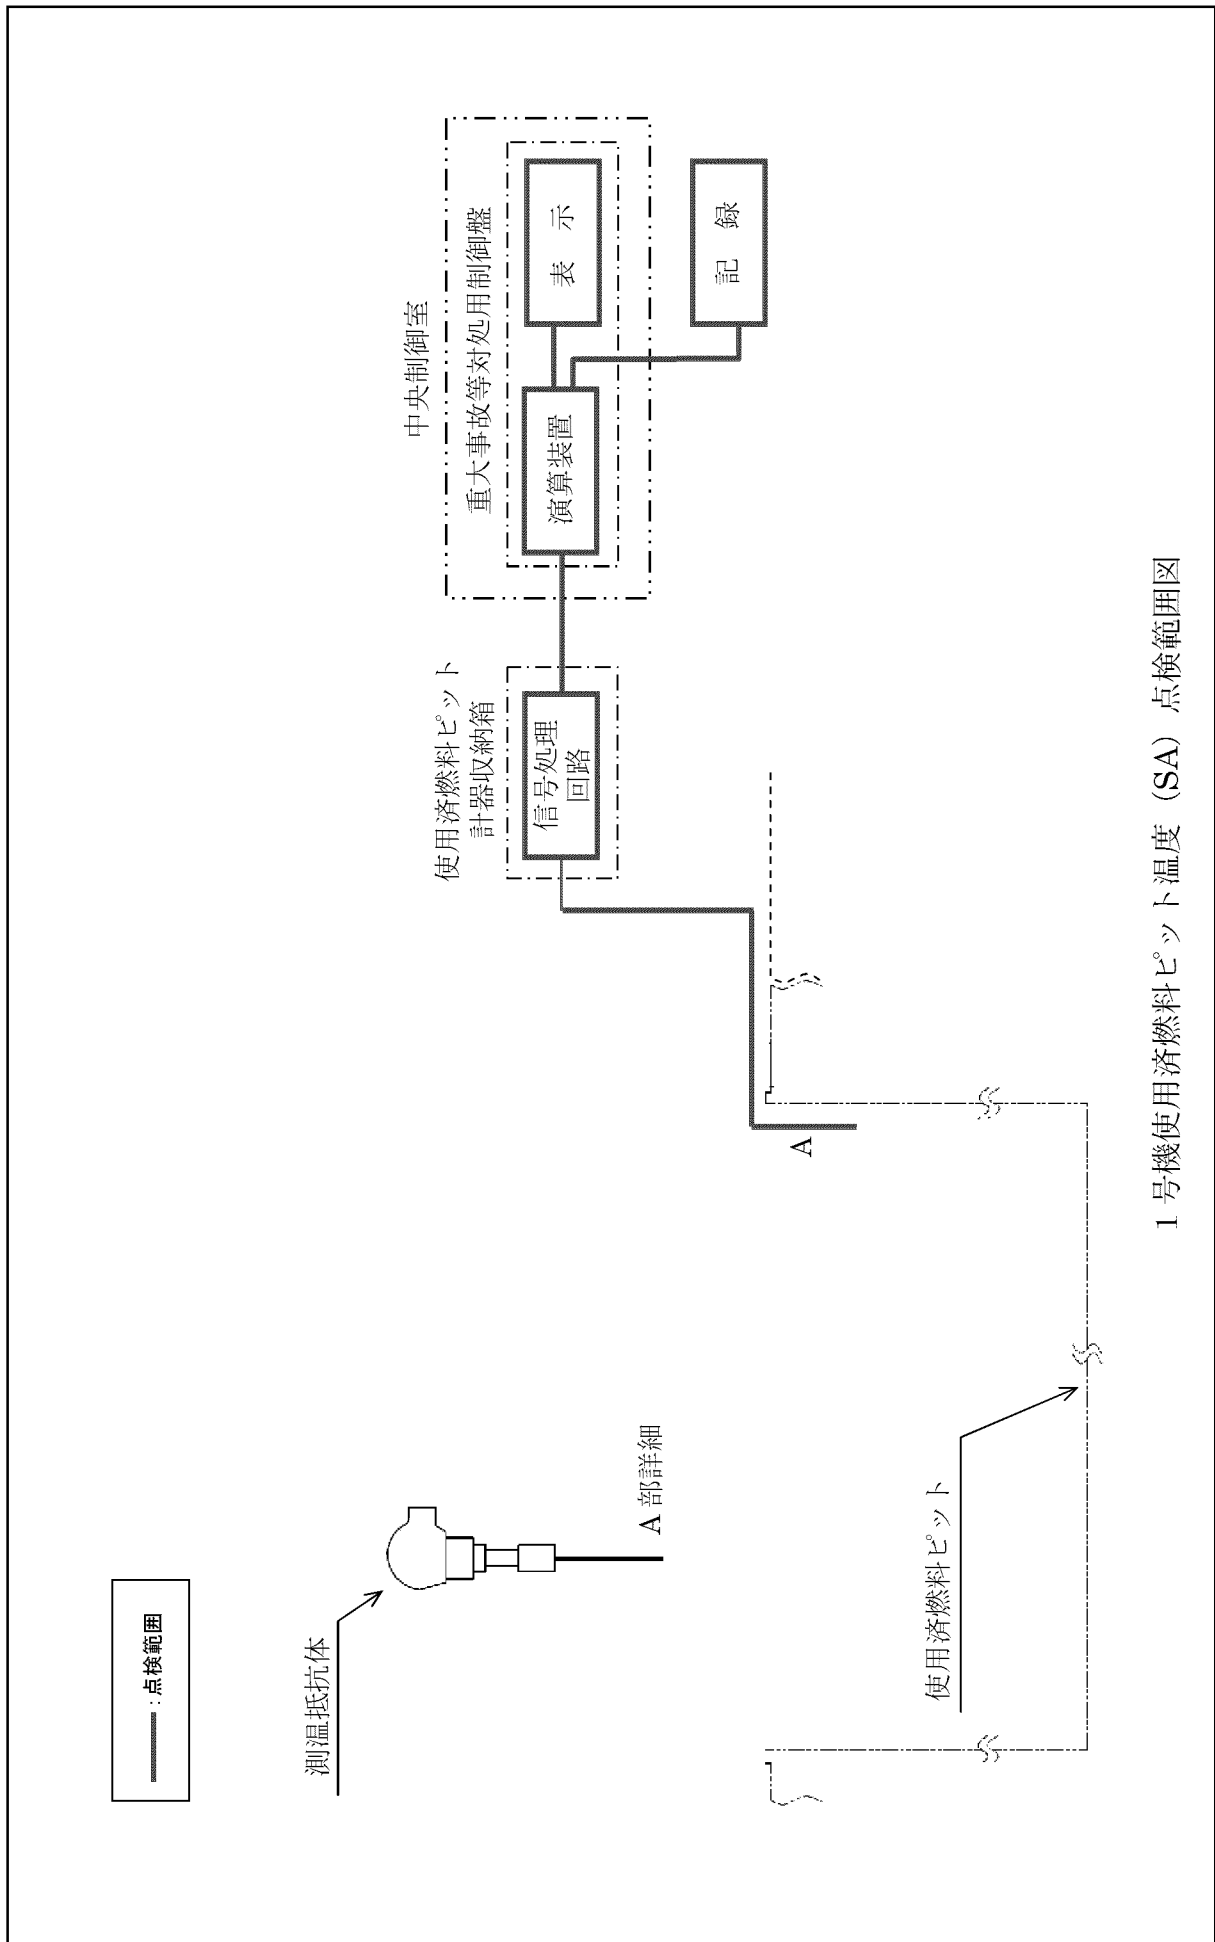 ：点検範囲
測温抵抗体
A 部詳細
使用済燃料ピット
A
使用済燃料ピット
計器収納箱
信号処理
回路
中央制御室
重大事故等対処用制御盤
演算装置
表　示
記　録
1 号機使用済燃料ピット温度（SA）点検範囲図